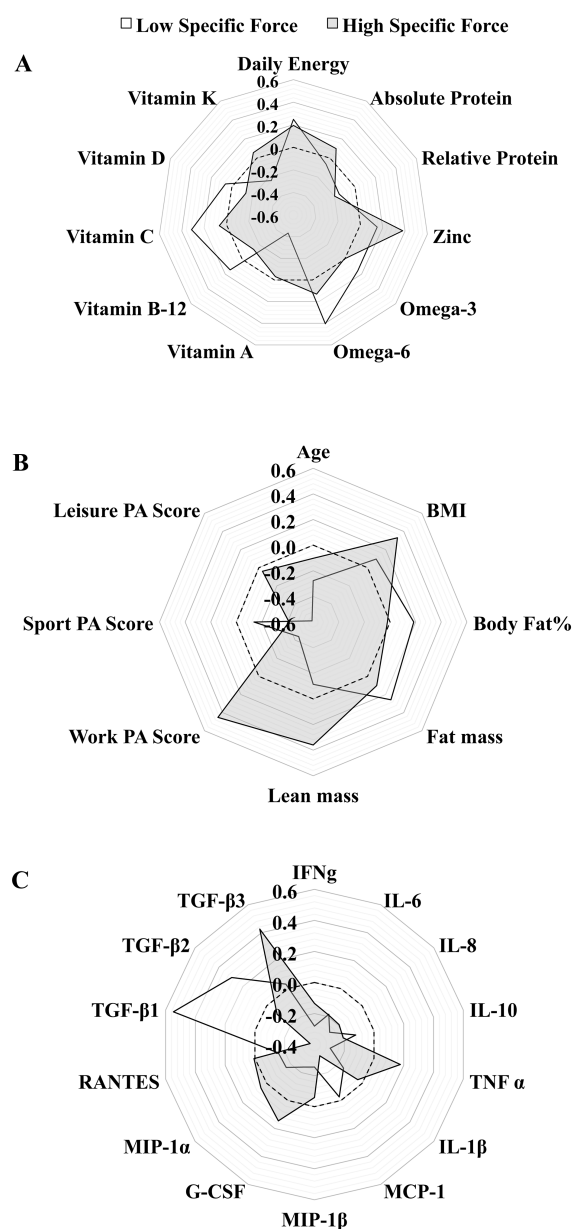 Low Specific Force High Specific Force
A
Daily Energy
Vitamin K Absolute Protein
Vitamin D Relative Protein
Vitamin C Zinc
Vitamin B-12 Omega-3
Vitamin A Omega-6
0.6
0.4
0.2
0
-0.2
-0.4
-0.6
B
Age
Leisure PA Score BMI
Sport PA Score Body Fat%
Work PA Score Fat mass
Lean mass
0.6
0.4
0.2
0.0
-0.2
-0.4
-0.6
C
IFNg
TGF-β3 IL-6
TGF-β2 IL-8
TGF-β1 IL-10
RANTES TNF α
MIP-1α IL-1β
G-CSF MCP-1
MIP-1β
0.6
0.4
0.2
0.0
-0.2
-0.4